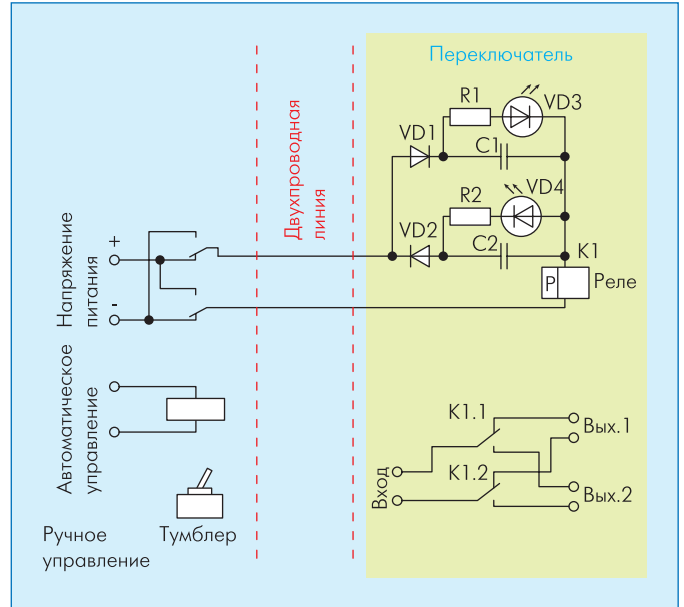 Переключатель
R1
VD3
VD1
C1
R2
VD4
VD2
C2
K1
P
Реле
Двухпроводная
линия
Напряжение
питания
+
-
Автоматическое
управление
K1.1
Вых.1
K1.2
Вход
Вых.2
Ручное
управление
Тумблер